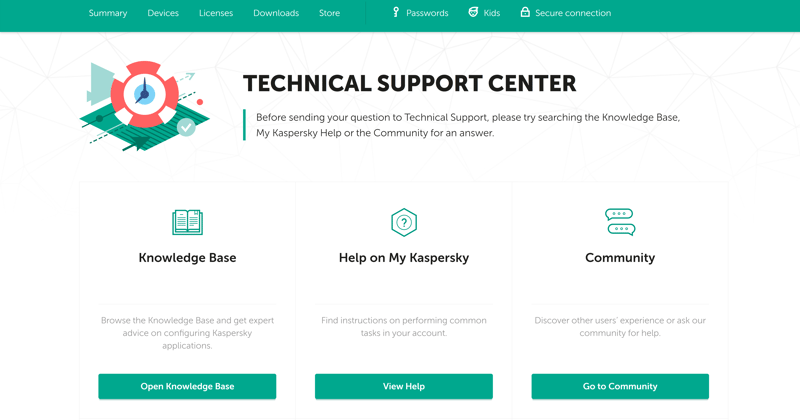 Summary Devices Licenses Downloads Store Passwords Kids Secure connection
TECHNICAL SUPPORT CENTER
Before sending your question to Technical Support, please try searching the Knowledge Base,
My Kaspersky Help or the Community for an answer.
Knowledge Base
Browse the Knowledge Base and get expert
advice on configuring Kaspersky
applications.
Open Knowledge Base
Help on My Kaspersky
Find instructions on performing common
tasks in your account.
View Help
Community
Discover other users' experience or ask our
community for help.
Go to Community